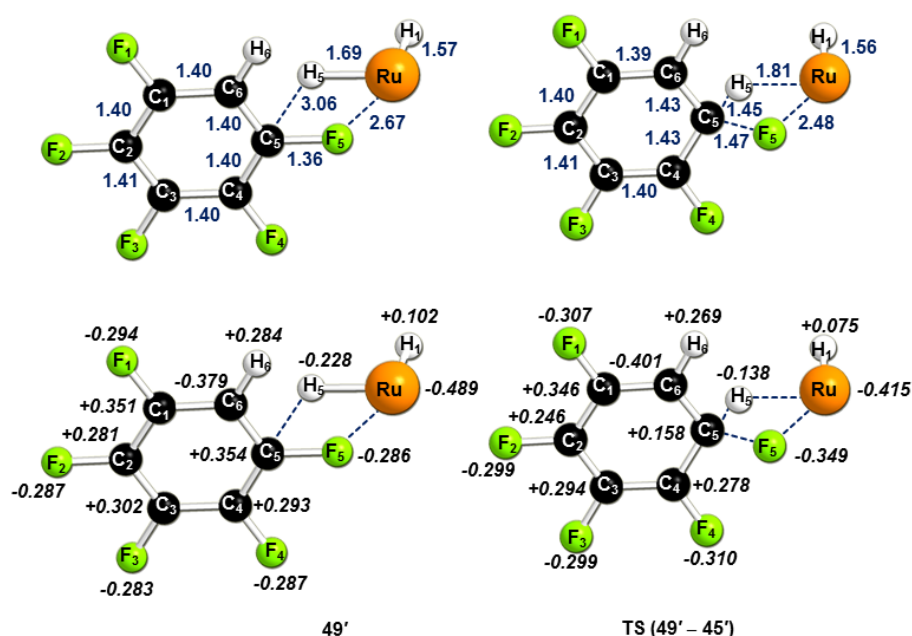 H₆ H₁ H₆ H₁
F₁ 1.69 1.57 F₁ 1.56
1.40 H₅ Ru 1.39 H₅ 1.81 Ru
C₁ C₆ 3.06 C₁ C₆ 1.45
1.40 1.40 2.67 1.40 1.43 C₅ 2.48
F₂ C₂ C₅ F₅ F₂ C₂ 1.47 F₅
1.40 1.36 1.43
1.41 C₃ C₄ 1.41 C₃ C₄
1.40 1.40
F₃ F₄ F₃ F₄
+0.102 +0.075
-0.294 +0.284 H₁ -0.307 +0.269 H₁
F₁ H₆ -0.228 F₁ H₆ -0.138
-0.379 H₅ Ru -0.489 -0.401 H₅ Ru -0.415
+0.351 C₁ C₆ +0.346 C₁ C₆
+0.281 +0.246 +0.158 C₅
F₂ C₂ +0.354 C₅ F₅ -0.286 F₂ C₂ F₅ -0.349
-0.287 -0.299
+0.302 C₃ C₄ +0.293 +0.294 C₃ C₄ +0.278
F₃ F₄ F₃ F₄
-0.283 -0.287 -0.299 -0.310
49′ TS (49′ – 45′)